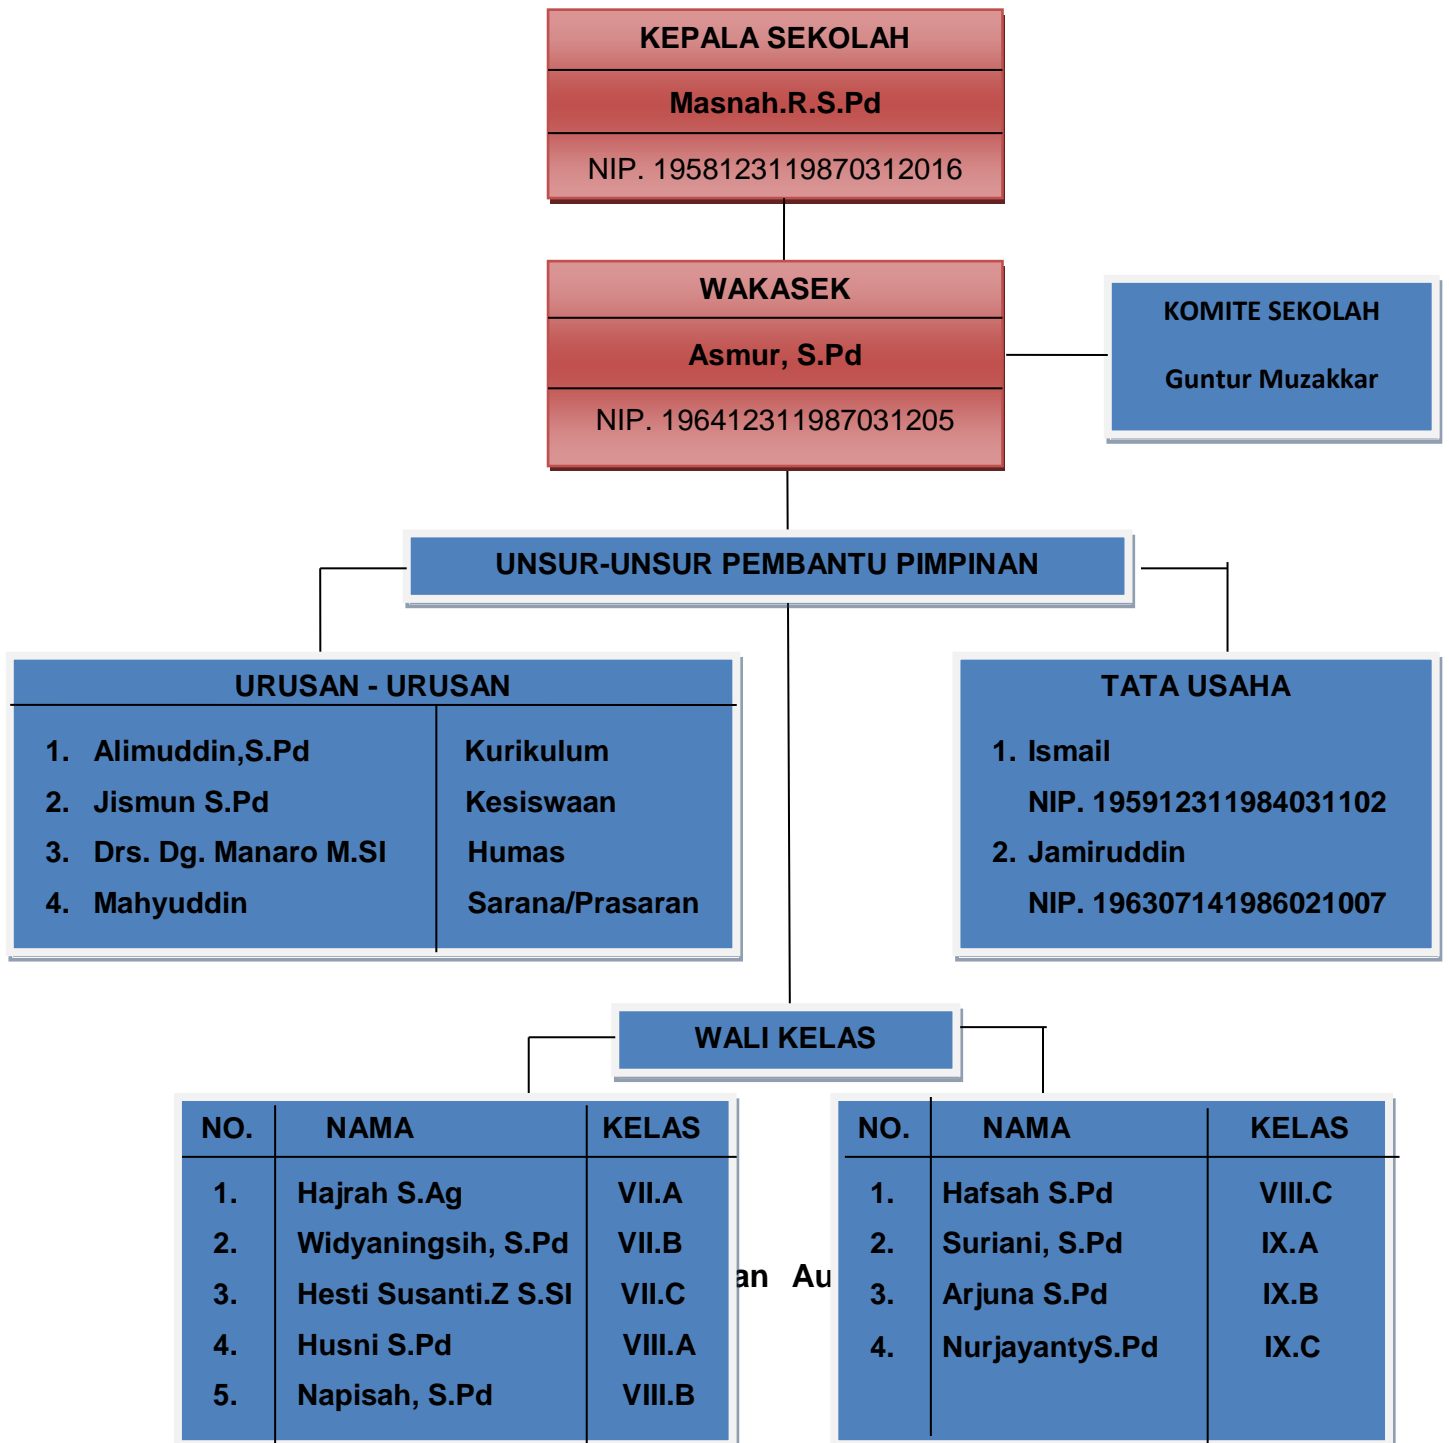 KEPALA SEKOLAH
Masnah.R.S.Pd
NIP. 1958123119870312016
WAKASEK
Asmur, S.Pd
NIP. 196412311987031205
KOMITE SEKOLAH
Guntur Muzakkar
UNSUR-UNSUR PEMBANTU PIMPINAN
URUSAN - URUSAN
1. Alimuddin,S.Pd Kurikulum
2. Jismun S.Pd Kesiswaan
3. Drs. Dg. Manaro M.SI Humas
4. Mahyuddin Sarana/Prasaran
TATA USAHA
1. Ismail
NIP. 195912311984031102
2. Jamiruddin
NIP. 196307141986021007
WALI KELAS
NO. NAMA KELAS
1. Hajrah S.Ag VII.A
2. Widyaningsih, S.Pd VII.B
3. Hesti Susanti.Z S.SI VII.C
4. Husni S.Pd VIII.A
5. Napisah, S.Pd VIII.B
an Au
NO. NAMA KELAS
1. Hafsah S.Pd VIII.C
2. Suriani, S.Pd IX.A
3. Arjuna S.Pd IX.B
4. NurjayantyS.Pd IX.C